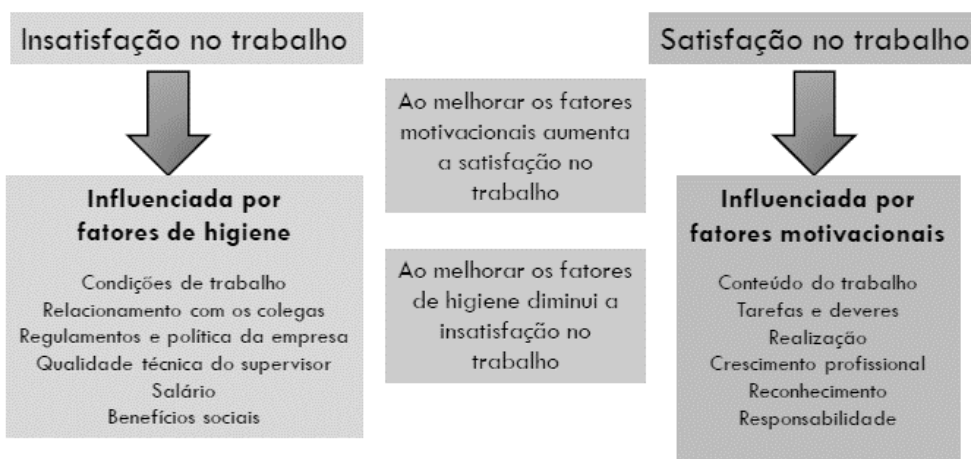 Insatisfação no trabalho
Influenciada por
fatores de higiene
Condições de trabalho
Relacionamento com os colegas
Regulamentos e política da empresa
Qualidade técnica do supervisor
Salário
Benefícios sociais
Ao melhorar os fatores
motivacionais aumenta
a satisfação no
trabalho
Ao melhorar os fatores
de higiene diminui a
insatisfação no
trabalho
Satisfação no trabalho
Influenciada por
fatores motivacionais
Conteúdo do trabalho
Tarefas e deveres
Realização
Crescimento profissional
Reconhecimento
Responsabilidade